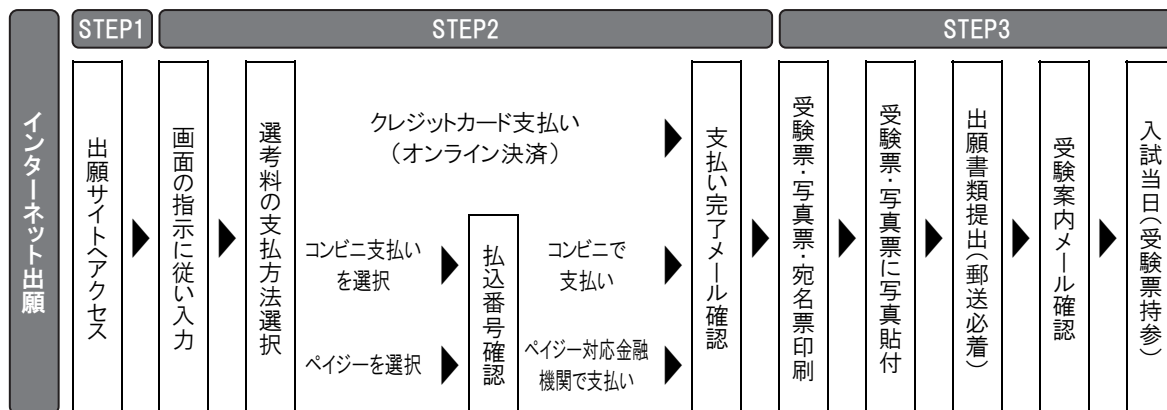 インターネット出願
STEP1
STEP2
STEP3
出願サイトへアクセス
画面の指示に従い入力
選考料の支払方法選択
クレジットカード支払い
（オンライン決済）
コンビニ支払い
を選択
ペイジーを選択
払込番号確認
コンビニで
支払い
ペイジー対応金融
機関で支払い
支払い完了メール確認
受験票・写真票・宛名票印刷
受験票・写真票に写真貼付
出願書類提出（郵送必着）
受験案内メール確認
入試当日（受験票持参）